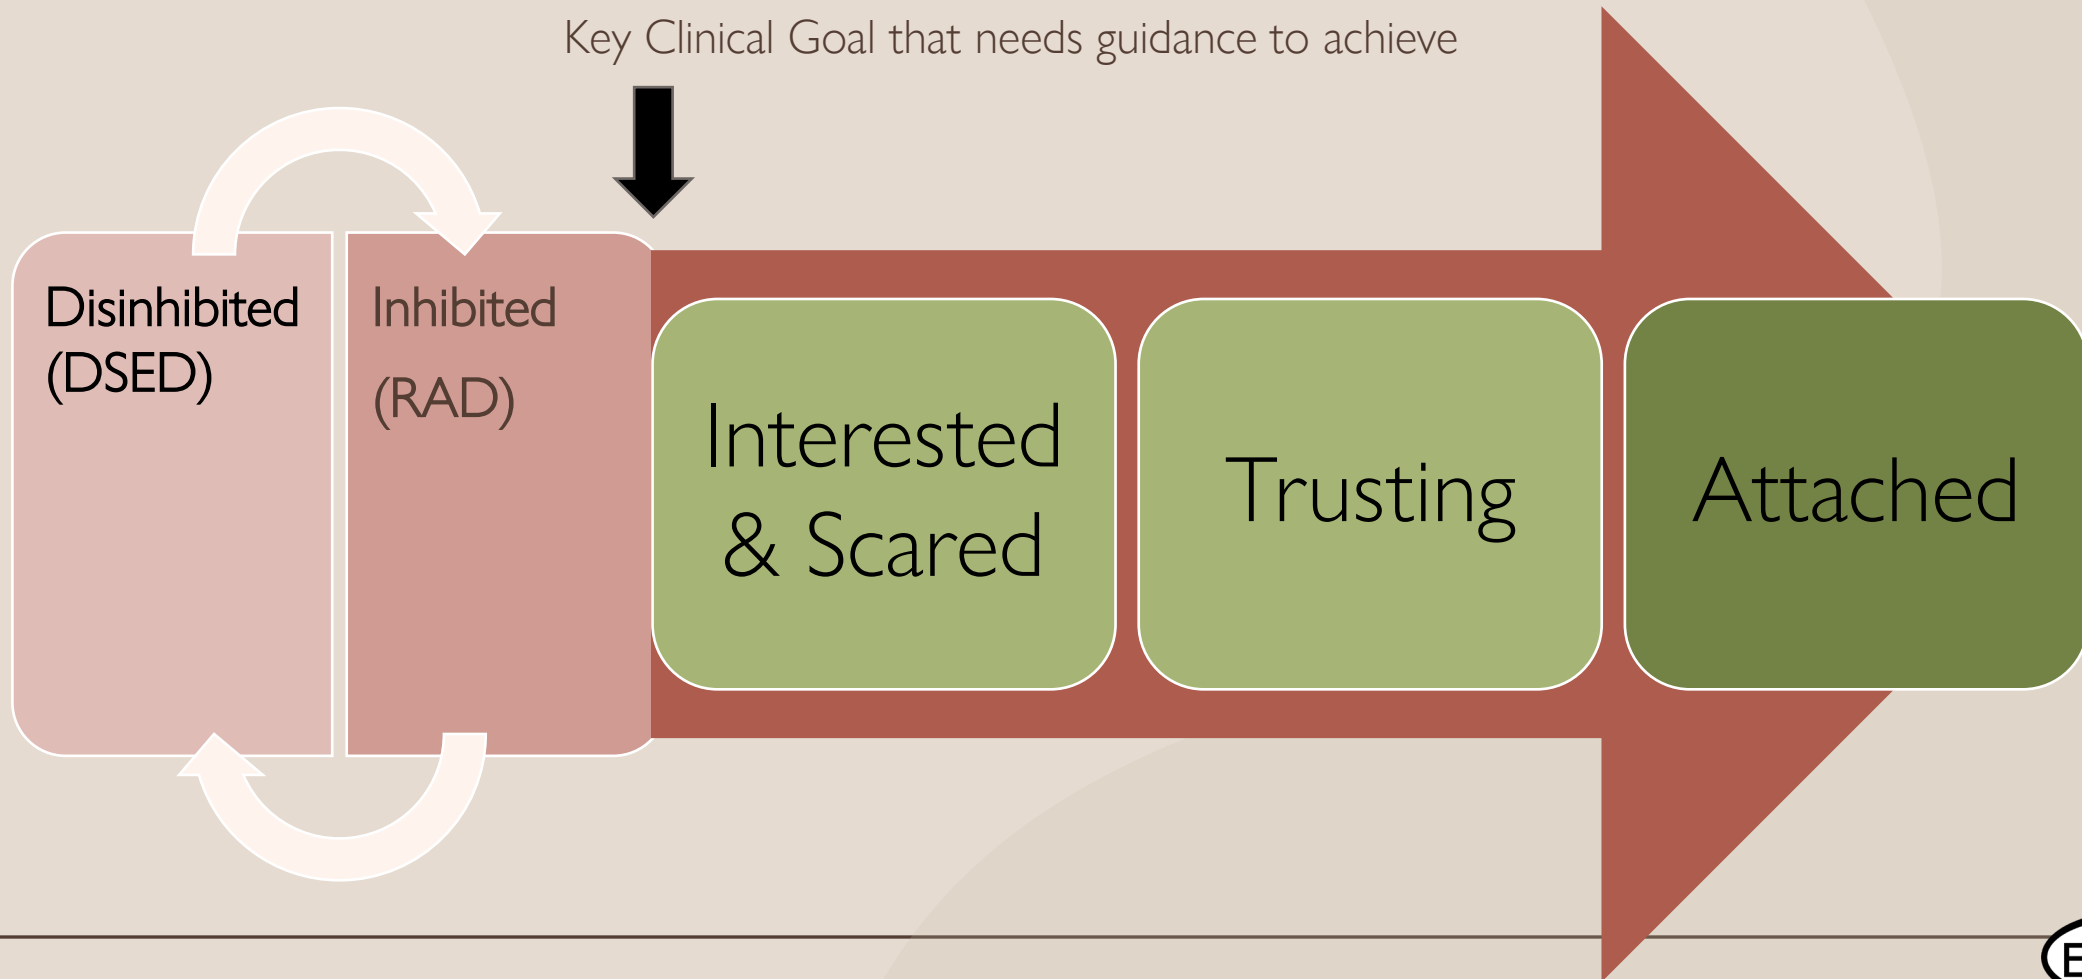 Key Clinical Goal that needs guidance to achieve
Disinhibited
(DSED)
Inhibited
(RAD)
Interested
& Scared
Trusting
Attached